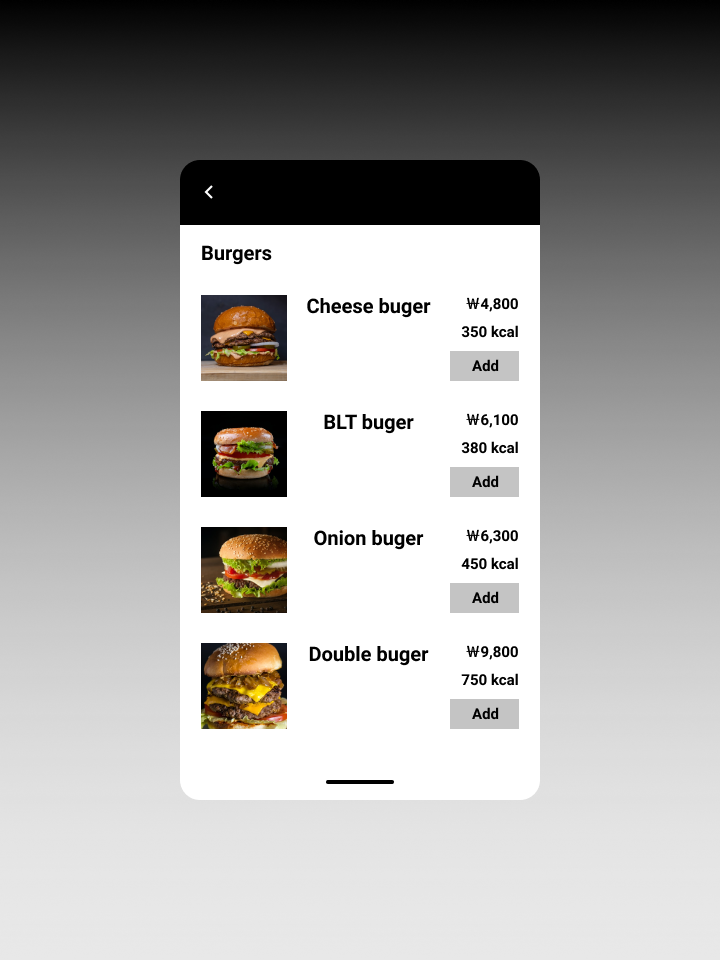 Burgers
Cheese buger
₩4,800
350 kcal
Add
BLT buger
₩6,100
380 kcal
Add
Onion buger
₩6,300
450 kcal
Add
Double buger
₩9,800
750 kcal
Add